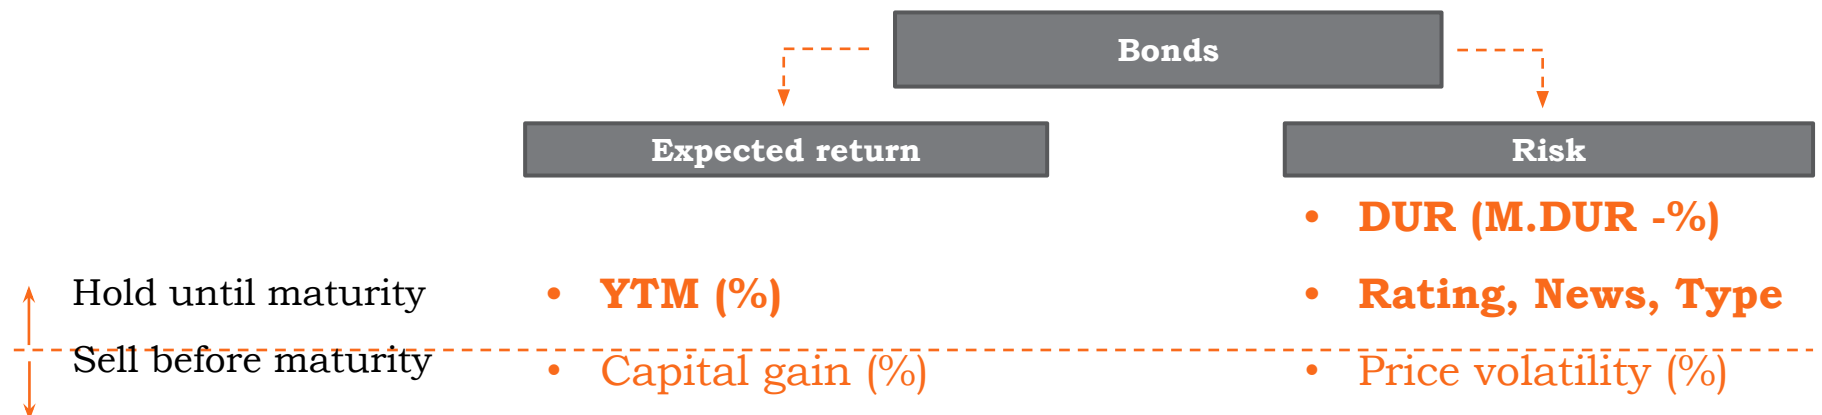 Bonds
Expected return
Risk
• DUR (M.DUR -%)
Hold until maturity
• YTM (%)
• Rating, News, Type
Sell before maturity
• Capital gain (%)
• Price volatility (%)